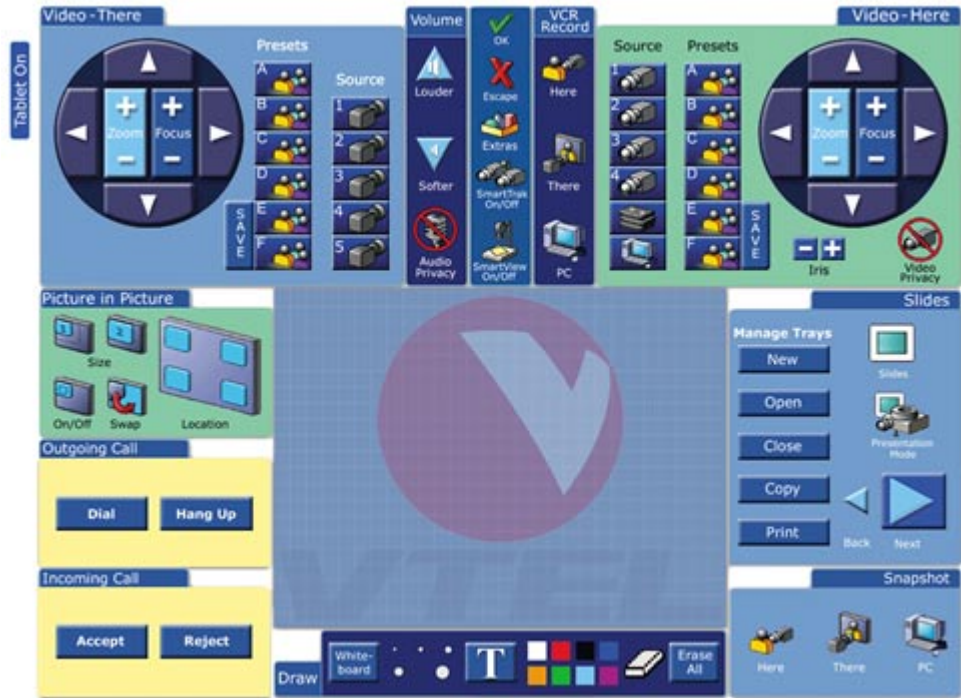 Tablet On
Video - There
Zoom
Focus
Presets
A
B
C
D
E
F
SAVE
Source
1
2
3
4
5
Volume
Louder
Softer
Audio
Privacy
OK
Escape
Extras
SmartTrak
On/Off
SmartView
On/Off
VCR
Record
Here
There
PC
Video - Here
Source
1
2
3
4
Presets
A
B
C
D
E
F
SAVE
Zoom
Focus
Iris
Video
Privacy
Picture in Picture
1
2
Size
On/Off
Swap
Location
Outgoing Call
Dial
Hang Up
Incoming Call
Accept
Reject
VTEL
Draw
White-
board
T
Erase
All
Slides
Manage Trays
New
Open
Close
Copy
Print
Slides
Presentation
Mode
Back
Next
Snapshot
Here
There
PC